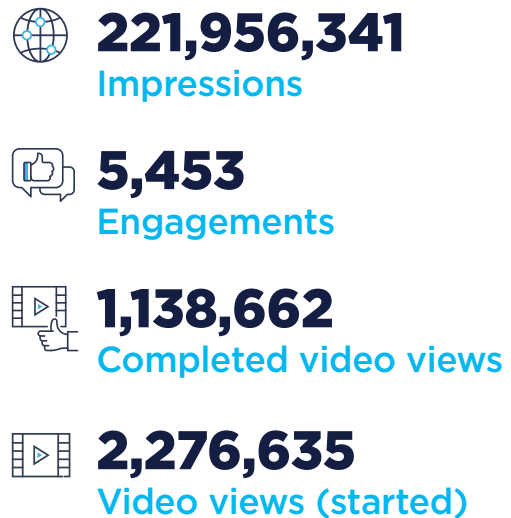 221,956,341
Impressions
5,453
Engagements
1,138,662
Completed video views
2,276,635
Video views (started)